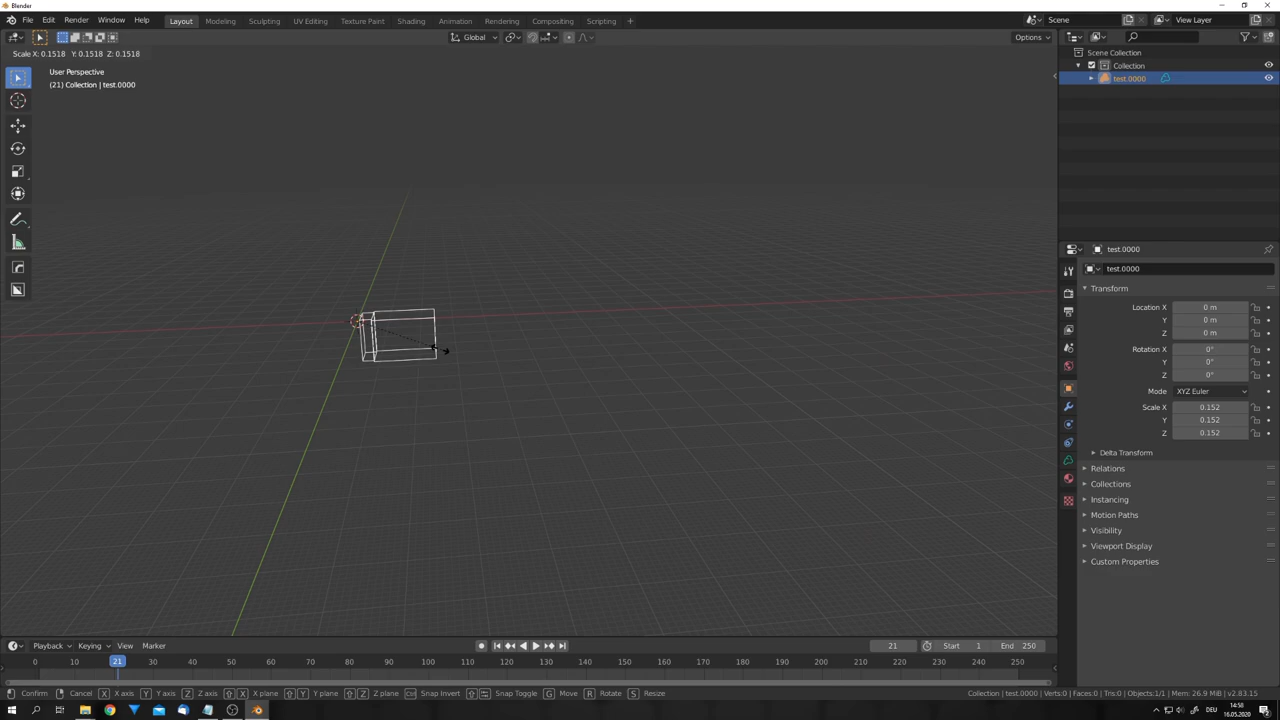 Blender
File Edit Render Window Help Layout Modeling Sculpting UV Editing Texture Paint Shading Animation Rendering Compositing Scripting + Scene View Layer
Global Options
Scale X: 0.1518 Y: 0.1518 Z: 0.1518
User Perspective
(21) Collection | test.0000
Scene Collection
Collection
test.0000
test.0000
test.0000
Transform
Location X 0 m
Y 0 m
Z 0 m
Rotation X 0°
Y 0°
Z 0°
Mode XYZ Euler
Scale X 0.152
Y 0.152
Z 0.152
Delta Transform
Relations
Collections
Instancing
Motion Paths
Visibility
Viewport Display
Custom Properties
Playback Keying View Marker 21 Start 1 End 250
0 10 21 30 40 50 60 70 80 90 100 110 120 130 140 150 160 170 180 190 200 210 220 230 240 250
Confirm Cancel X X axis Y Y axis Z Z axis X X plane Y Y plane Z Z plane Ctrl Snap Invert Snap Toggle G Move R Rotate S Resize Collection | test.0000 | Verts:0 | Faces:0 | Tris:0 | Objects:1/1 | Mem: 26.9 MiB | v2.83.15
DEU 14:58
16.05.2020